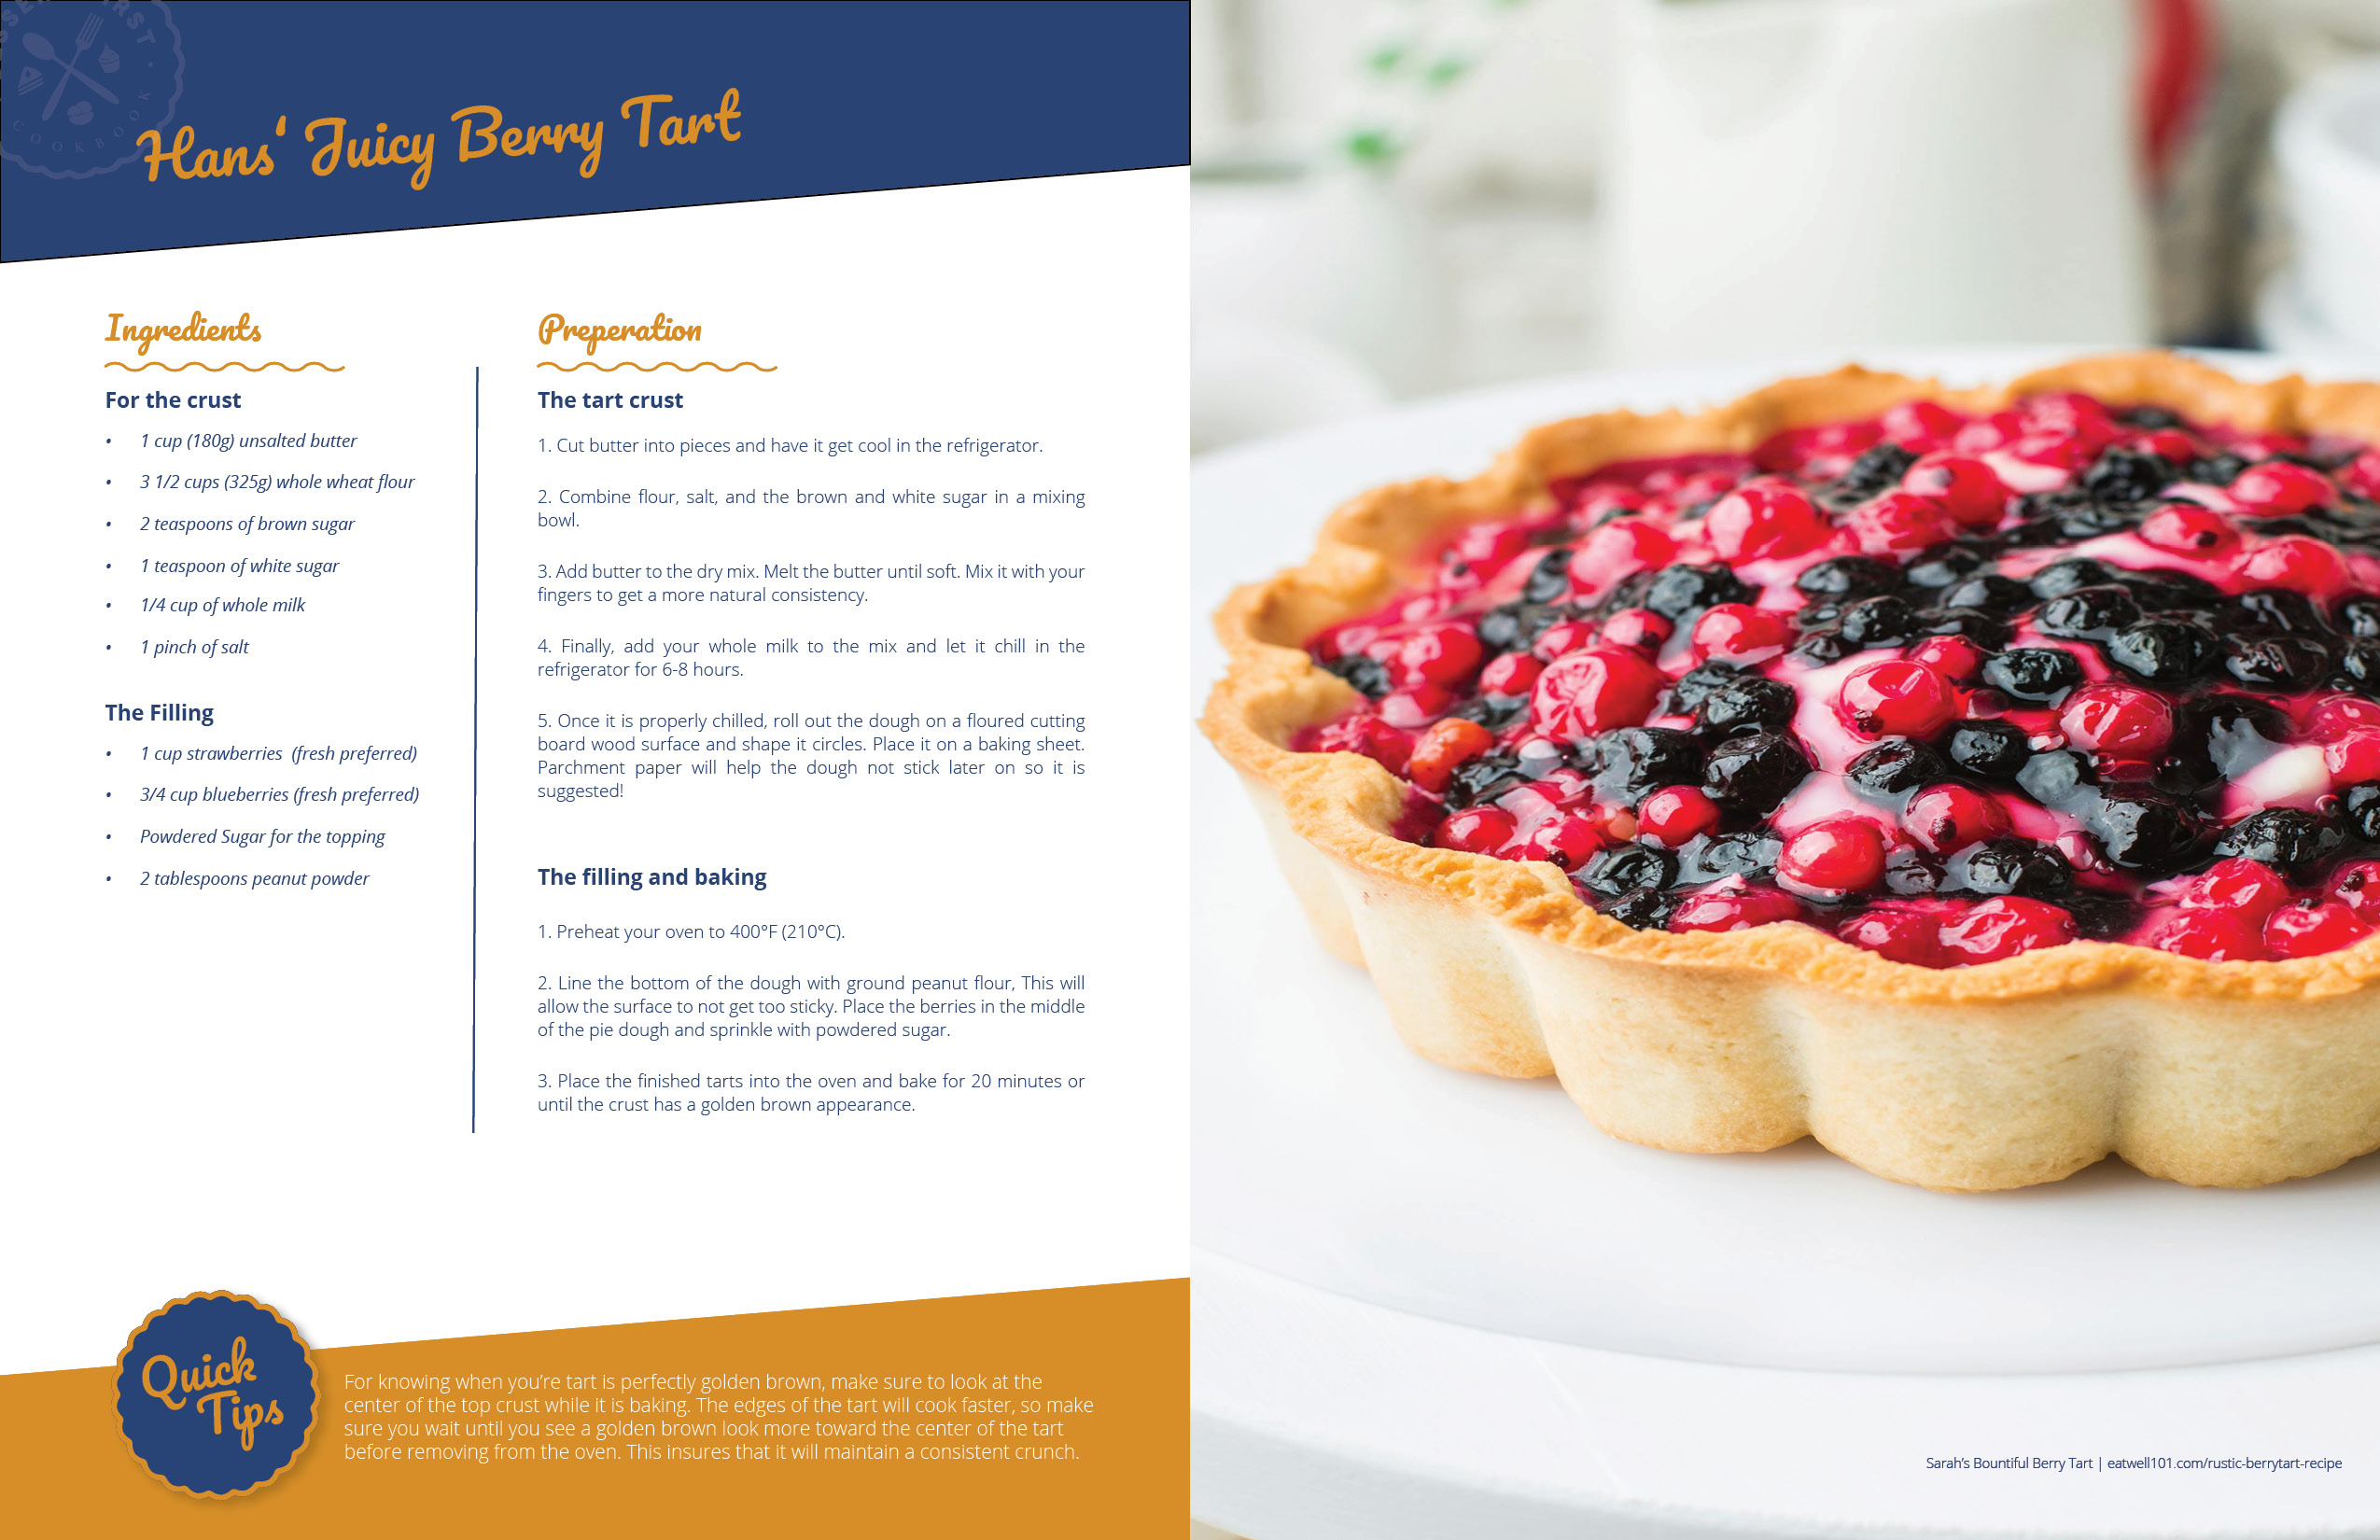 Hans‘ Juicy Berry Tart
Ingredients
For the crust
• 1 cup (180g) unsalted butter
• 3 1/2 cups (325g) whole wheat flour
• 2 teaspoons of brown sugar
• 1 teaspoon of white sugar
• 1/4 cup of whole milk
• 1 pinch of salt
The Filling
• 1 cup strawberries  (fresh preferred)
• 3/4 cup blueberries (fresh preferred)
• Powdered Sugar for the topping
• 2 tablespoons peanut powder
Preperation
The tart crust
1. Cut butter into pieces and have it get cool in the refrigerator.
2. Combine flour, salt, and the brown and white sugar in a mixing
bowl.
3. Add butter to the dry mix. Melt the butter until soft. Mix it with your
fingers to get a more natural consistency.
4. Finally, add your whole milk to the mix and let it chill in the
refrigerator for 6-8 hours.
5. Once it is properly chilled, roll out the dough on a floured cutting
board wood surface and shape it circles. Place it on a baking sheet.
Parchment paper will help the dough not stick later on so it is
suggested!
The filling and baking
1. Preheat your oven to 400°F (210°C).
2. Line the bottom of the dough with ground peanut flour, This will
allow the surface to not get too sticky. Place the berries in the middle
of the pie dough and sprinkle with powdered sugar.
3. Place the finished tarts into the oven and bake for 20 minutes or
until the crust has a golden brown appearance.
Quick
Tips
For knowing when you’re tart is perfectly golden brown, make sure to look at the
center of the top crust while it is baking. The edges of the tart will cook faster, so make
sure you wait until you see a golden brown look more toward the center of the tart
before removing from the oven. This insures that it will maintain a consistent crunch.
Sarah’s Bountiful Berry Tart | eatwell101.com/rustic-berrytart-recipe
COOKBOOK